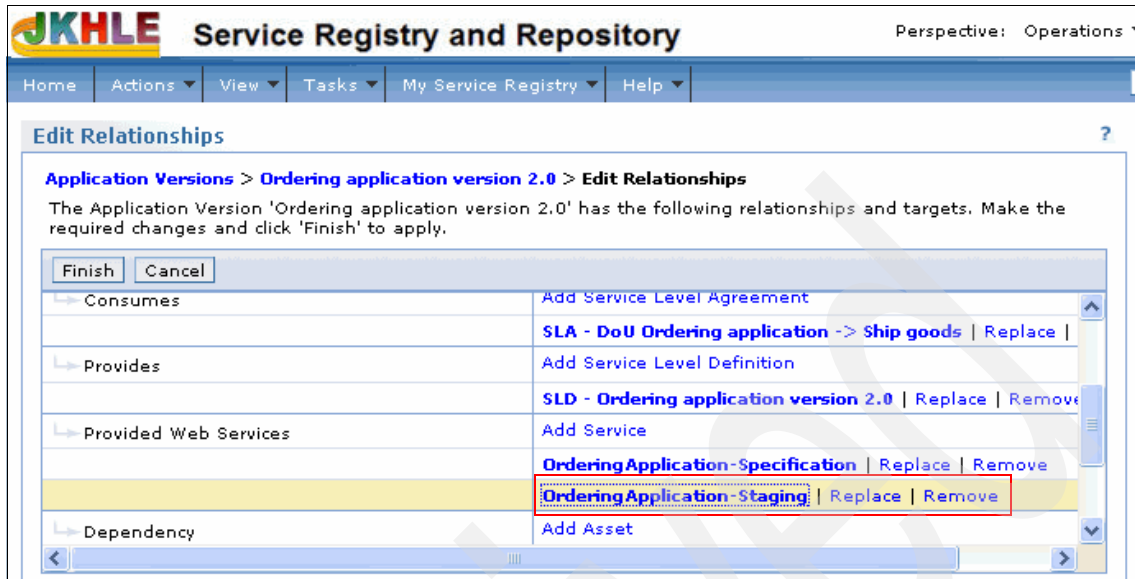 JKHLE Service Registry and Repository Perspective: Operations
Home Actions View Tasks My Service Registry Help
Edit Relationships ?
Application Versions > Ordering application version 2.0 > Edit Relationships
The Application Version 'Ordering application version 2.0' has the following relationships and targets. Make the
required changes and click 'Finish' to apply.
Finish Cancel
Consumes Add Service Level Agreement
SLA - DoU Ordering application -> Ship goods | Replace |
Provides Add Service Level Definition
SLD - Ordering application version 2.0 | Replace | Remove
Provided Web Services Add Service
OrderingApplication-Specification | Replace | Remove
OrderingApplication-Staging | Replace | Remove
Dependency Add Asset